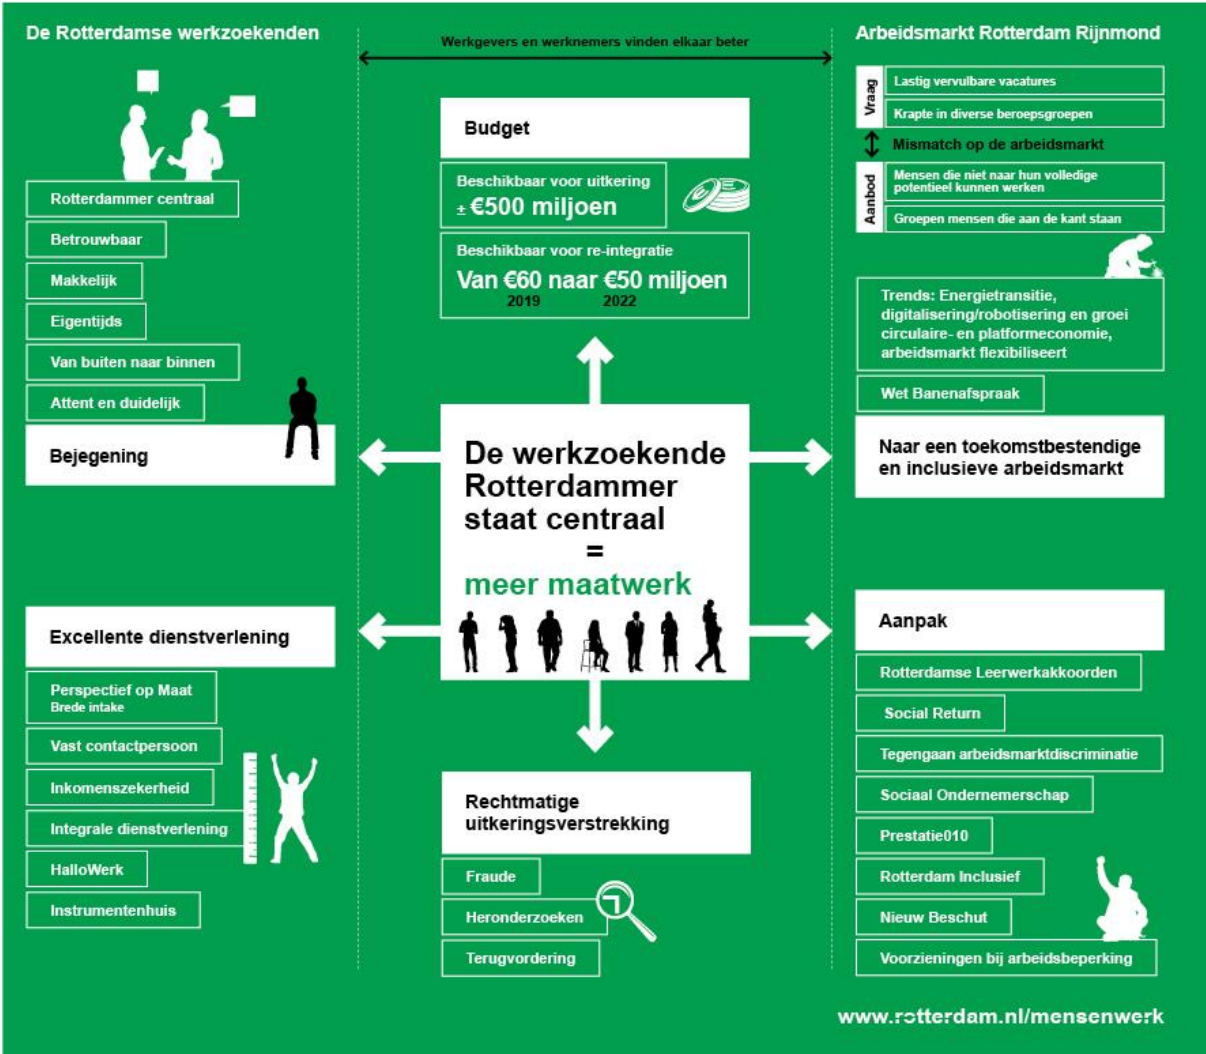 De Rotterdamse werkzoekenden
Rotterdammer centraal
Betrouwbaar
Makkelijk
Eigentijds
Van buiten naar binnen
Attent en duidelijk
Bejegening
Excellente dienstverlening
Perspectief op Maat
Brede intake
Vast contactpersoon
Inkomenszekerheid
Integrale dienstverlening
HalloWerk
Instrumentenhuis
Werkgevers en werknemers vinden elkaar beter
Budget
Beschikbaar voor uitkering
± €500 miljoen
Beschikbaar voor re-integratie
Van €60 naar €50 miljoen
2019 2022
De werkzoekende
Rotterdammer
staat centraal
=
meer maatwerk
Rechtmatige
uitkeringsverstrekking
Fraude
Heronderzoeken
Terugvordering
Arbeidsmarkt Rotterdam Rijnmond
Vraag
Lastig vervulbare vacatures
Krapte in diverse beroepsgroepen
Mismatch op de arbeidsmarkt
Aanbod
Mensen die niet naar hun volledige
potentieel kunnen werken
Groepen mensen die aan de kant staan
Trends: Energietransitie,
digitalisering/robotisering en groei
circulaire- en platformeconomie,
arbeidsmarkt flexibiliseert
Wet Banenafspraak
Naar een toekomstbestendige
en inclusieve arbeidsmarkt
Aanpak
Rotterdamse Leerwerkakkoorden
Social Return
Tegengaan arbeidsmarktdiscriminatie
Sociaal Ondernemerschap
Prestatie010
Rotterdam Inclusief
Nieuw Beschut
Voorzieningen bij arbeidsbeperking
www.rotterdam.nl/mensenwerk